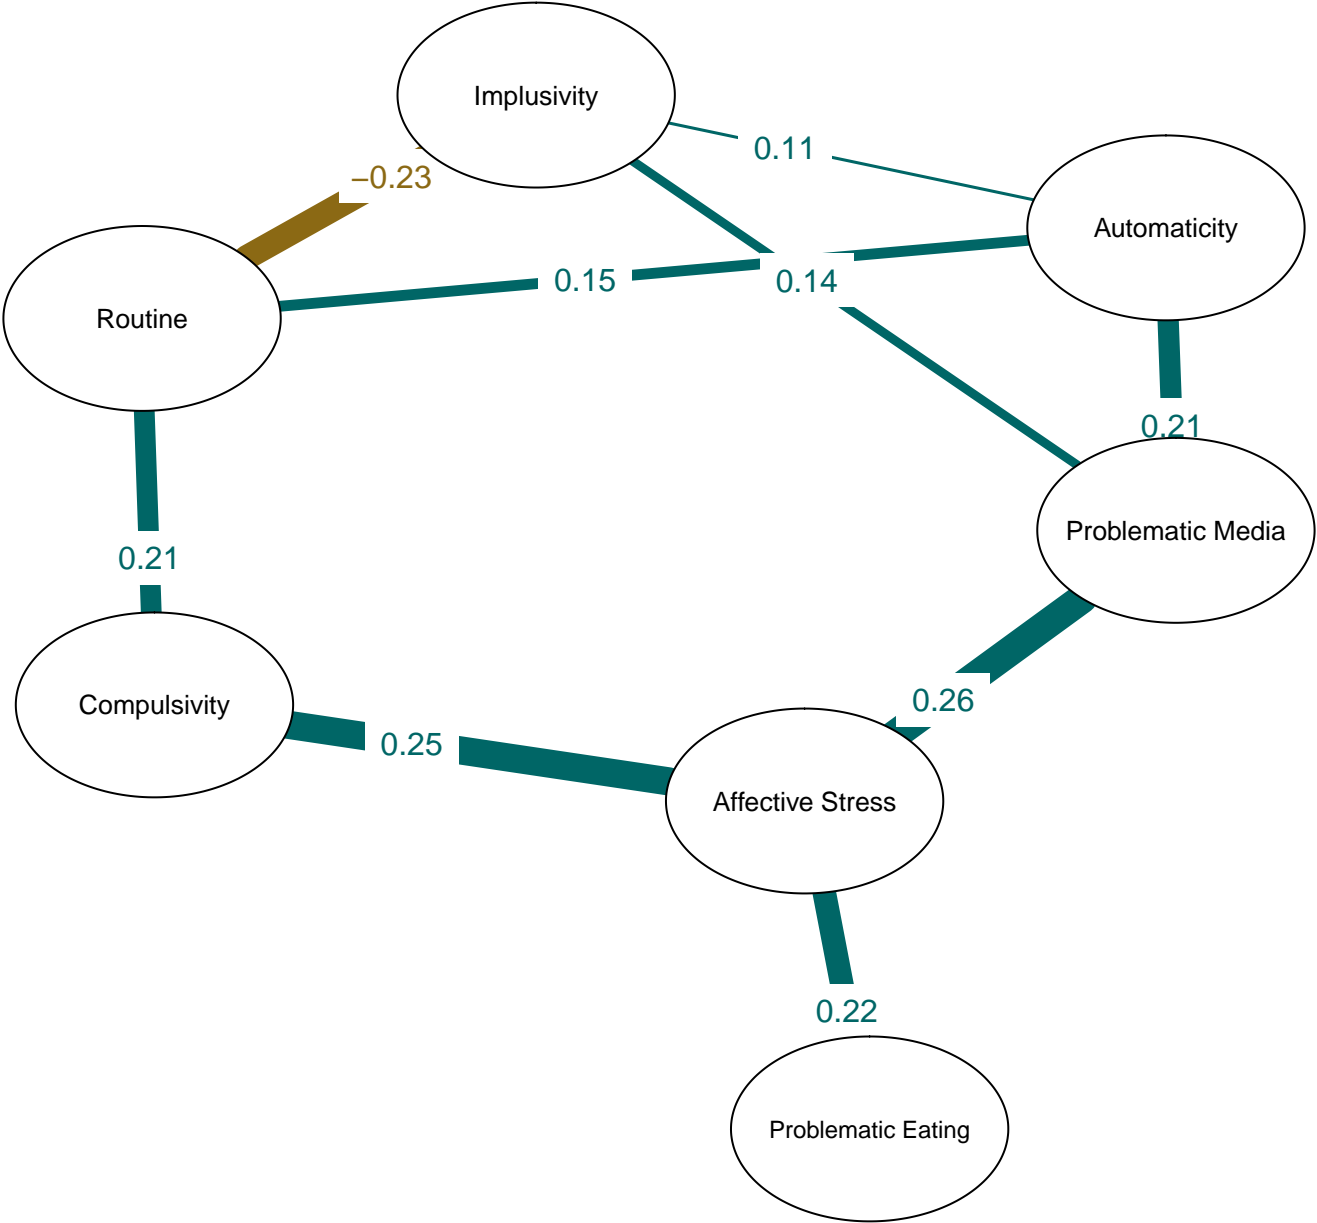 Implusivity
0.11
−0.23
Automaticity
0.15
0.14
Routine
0.21
Problematic Media
0.21
0.26
Compulsivity
0.25
Affective Stress
0.22
Problematic Eating